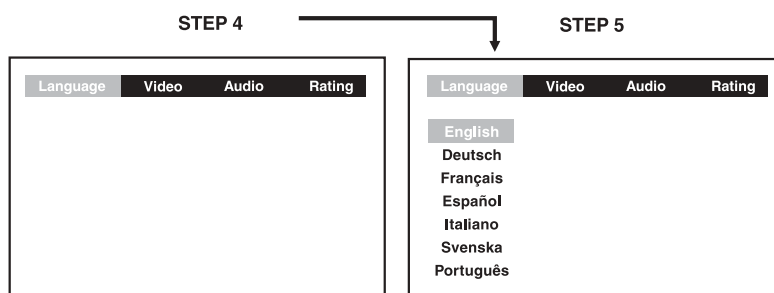 STEP 4
STEP 5
Language Video Audio Rating
Language Video Audio Rating
English
Deutsch
Français
Español
Italiano
Svenska
Português